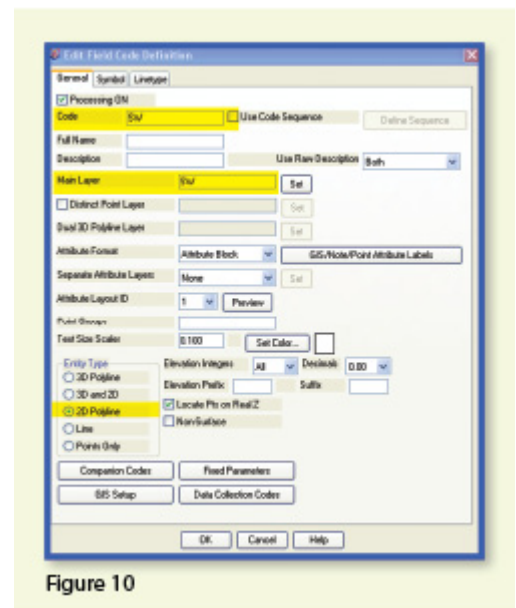 Edit Field Code Definition
General Symbol Linetype
Processing ON
Code SW Use Code Sequence Define Sequence
Full Name
Description Use Raw Description Both
Main Layer SW Set
Distinct Point Layer Set
Dual 3D Polyline Layer Set
Attribute Format Attribute Block GIS/Note/Point Attribute Labels
Separate Attribute Layers None Set
Attribute Layout ID 1 Preview
Point Groups
Text Size Scaler 0.100 Set Color...
Entity Type Elevation Integers All Decimals 0.00
3D Polyline
Elevation Prefix Suffix
3D and 2D
2D Polyline Locate Pts on Real Z
Line Non-Surface
Points Only
Companion Codes Fixed Parameters
GIS Setup Data Collection Codes
OK Cancel Help
Figure 10